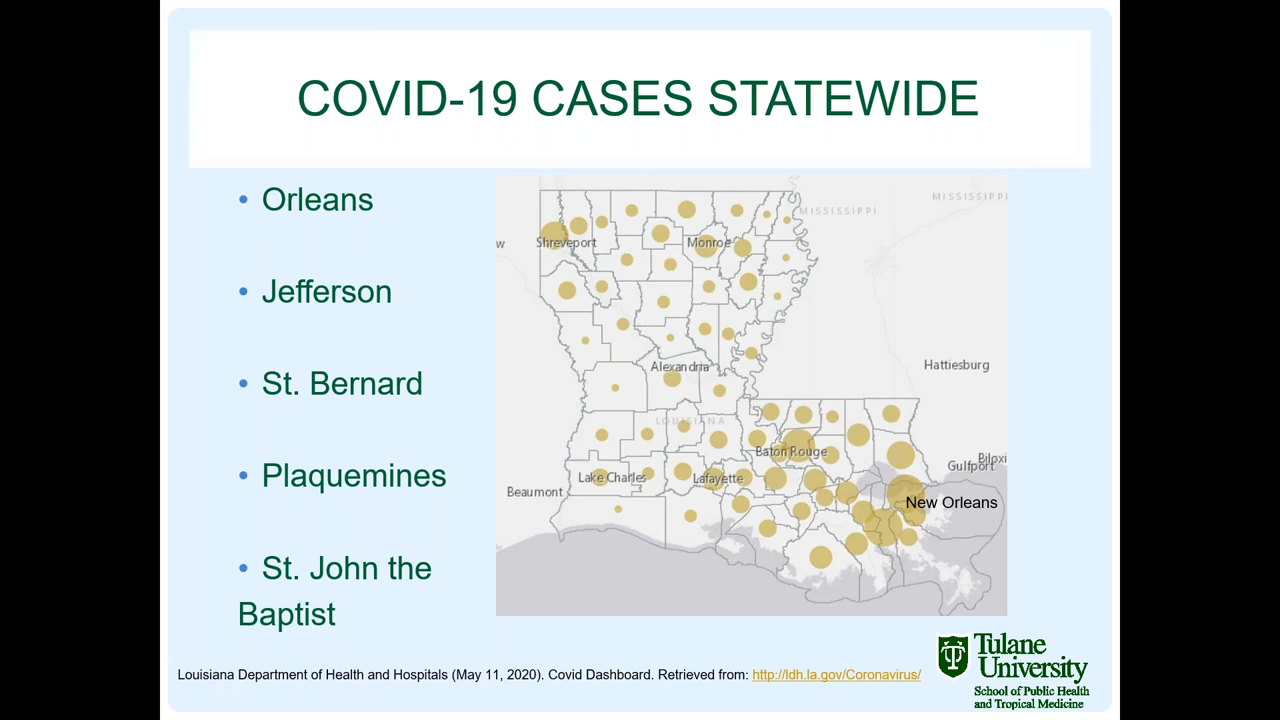 COVID-19 CASES STATEWIDE
• Orleans
• Jefferson
• St. Bernard
• Plaquemines
• St. John the
Baptist
MISSISSIPPI
MISSISSIPPI
w
Shreveport
Monroe
Alexandria
Hattiesburg
LOUISIANA
Baton Rouge
Biloxi
Gulfport
Lake Charles
Lafayette
Beaumont
New Orleans
Louisiana Department of Health and Hospitals (May 11, 2020). Covid Dashboard. Retrieved from: http://ldh.la.gov/Coronavirus/
Tulane
University
School of Public Health
and Tropical Medicine